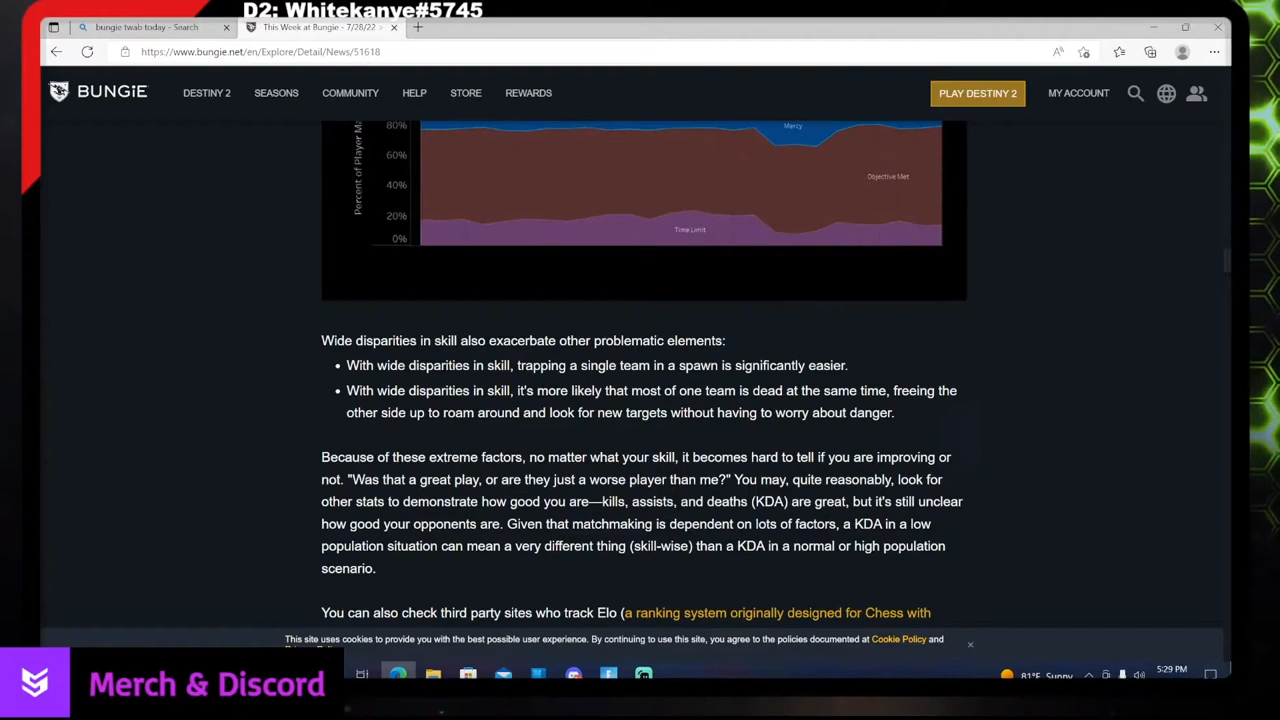 D2: Whitekanye#5745
bungie twab today - Search
This Week at Bungie - 7/28/22
https://www.bungie.net/en/Explore/Detail/News/51618
BUNGiE
DESTINY 2
SEASONS
COMMUNITY
HELP
STORE
REWARDS
PLAY DESTINY 2
MY ACCOUNT
Percent of Player
80%
60%
40%
20%
0%
Mercy
Objective Met
Time Limit
Wide disparities in skill also exacerbate other problematic elements:
• With wide disparities in skill, trapping a single team in a spawn is significantly easier.
• With wide disparities in skill, it's more likely that most of one team is dead at the same time, freeing the
other side up to roam around and look for new targets without having to worry about danger.
Because of these extreme factors, no matter what your skill, it becomes hard to tell if you are improving or
not. "Was that a great play, or are they just a worse player than me?" You may, quite reasonably, look for
other stats to demonstrate how good you are—kills, assists, and deaths (KDA) are great, but it's still unclear
how good your opponents are. Given that matchmaking is dependent on lots of factors, a KDA in a low
population situation can mean a very different thing (skill-wise) than a KDA in a normal or high population
scenario.
You can also check third party sites who track Elo (a ranking system originally designed for Chess with
This site uses cookies to provide you with the best possible user experience. By continuing to use this site, you agree to the policies documented at Cookie Policy and
81°F Sunny
5:29 PM
Merch & Discord